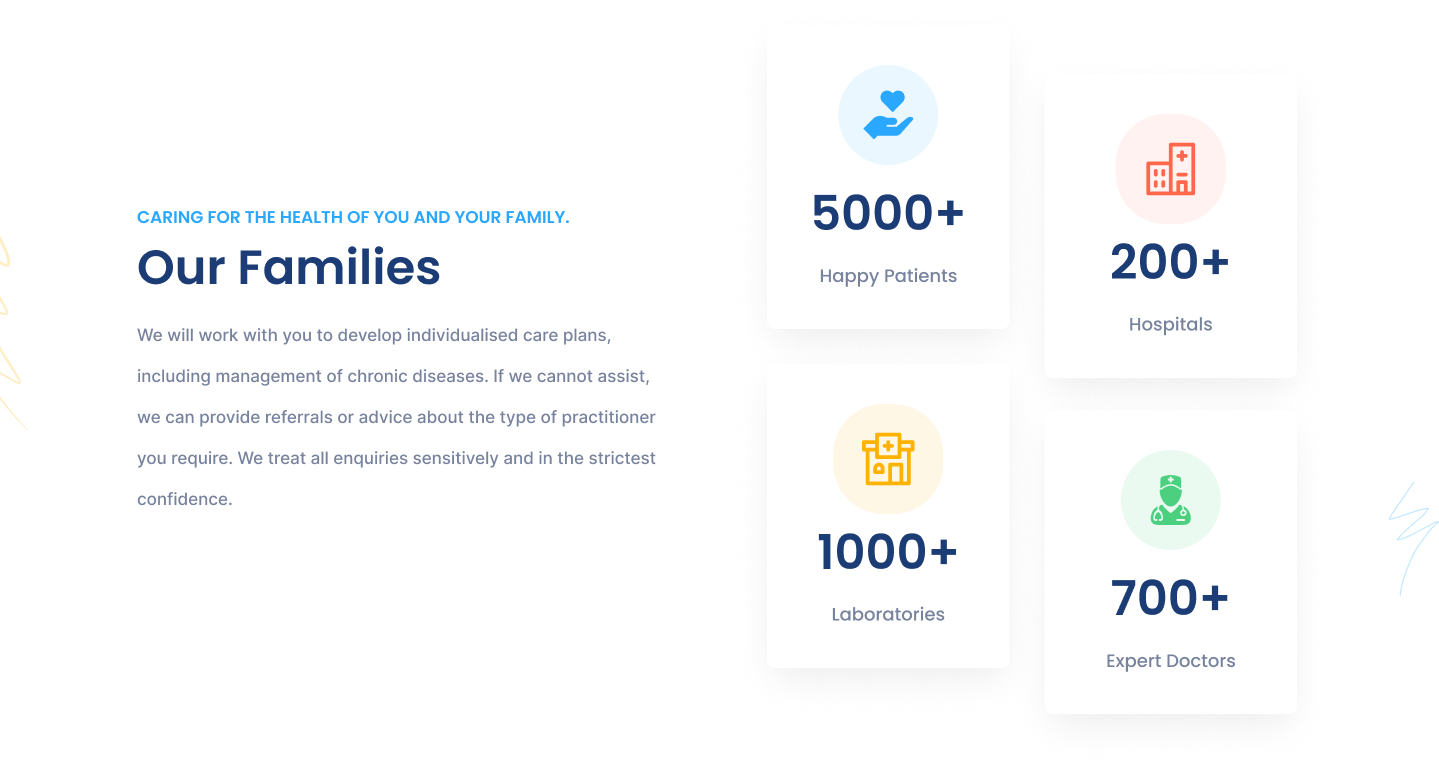 CARING FOR THE HEALTH OF YOU AND YOUR FAMILY.
Our Families
We will work with you to develop individualised care plans,
including management of chronic diseases. If we cannot assist,
we can provide referrals or advice about the type of practitioner
you require. We treat all enquiries sensitively and in the strictest
confidence.
5000+
Happy Patients
200+
Hospitals
1000+
Laboratories
700+
Expert Doctors